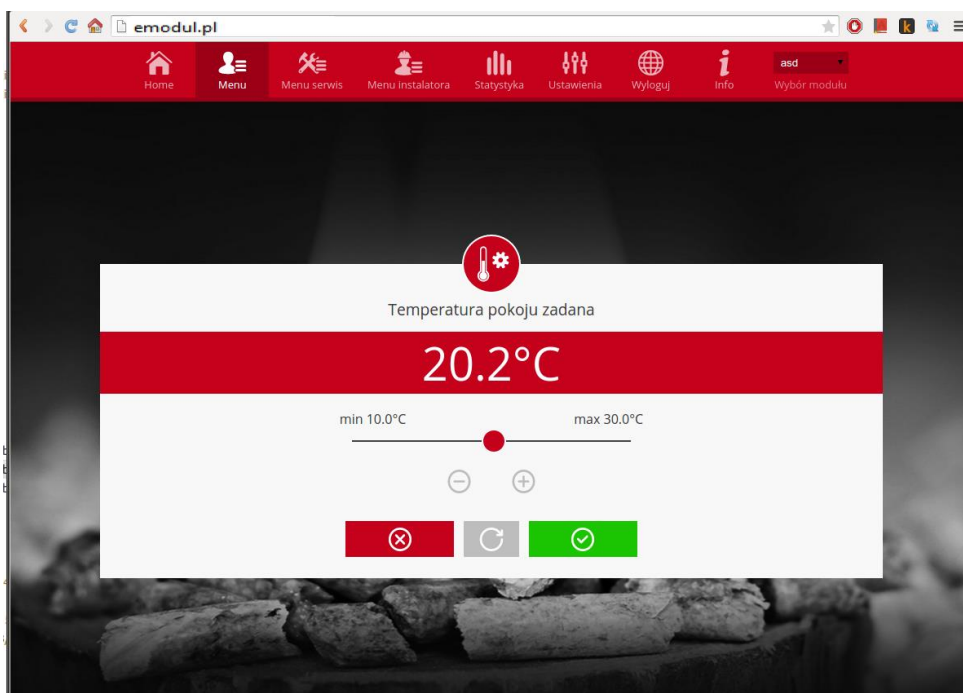 emodul.pl
Home
Menu
Menu serwis
Menu instalatora
Statystyka
Ustawienia
Wyloguj
Info
asd
Wybór modułu
Temperatura pokoju zadana
20.2°C
min 10.0°C
max 30.0°C